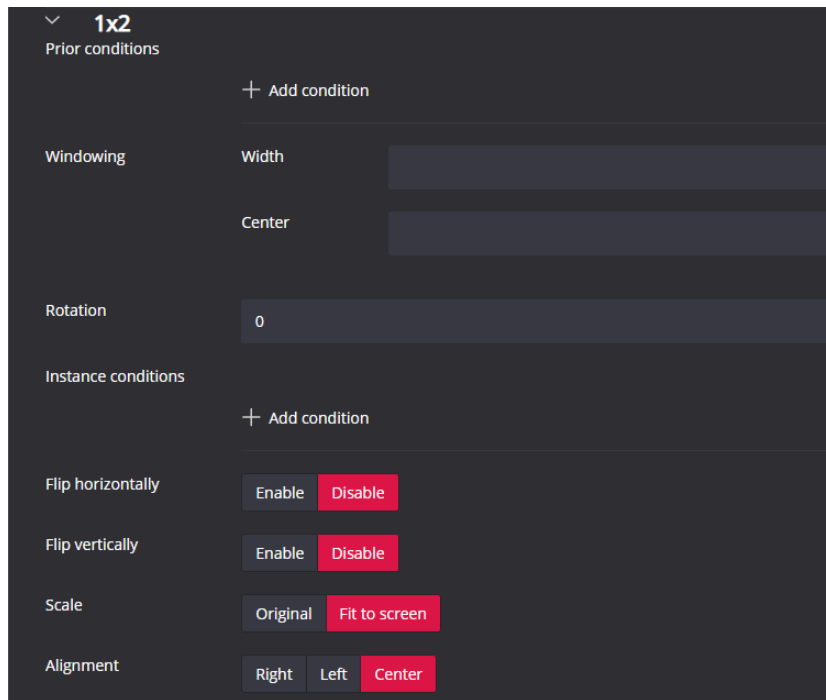 1x2
Prior conditions
Add condition
Windowing Width
Center
Rotation 0
Instance conditions
Add condition
Flip horizontally Enable Disable
Flip vertically Enable Disable
Scale Original Fit to screen
Alignment Right Left Center